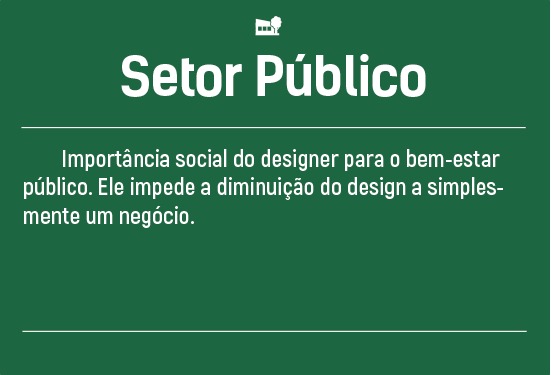 Setor Público
Importância social do designer para o bem-estar
público. Ele impede a diminuição do design a simples-
mente um negócio.